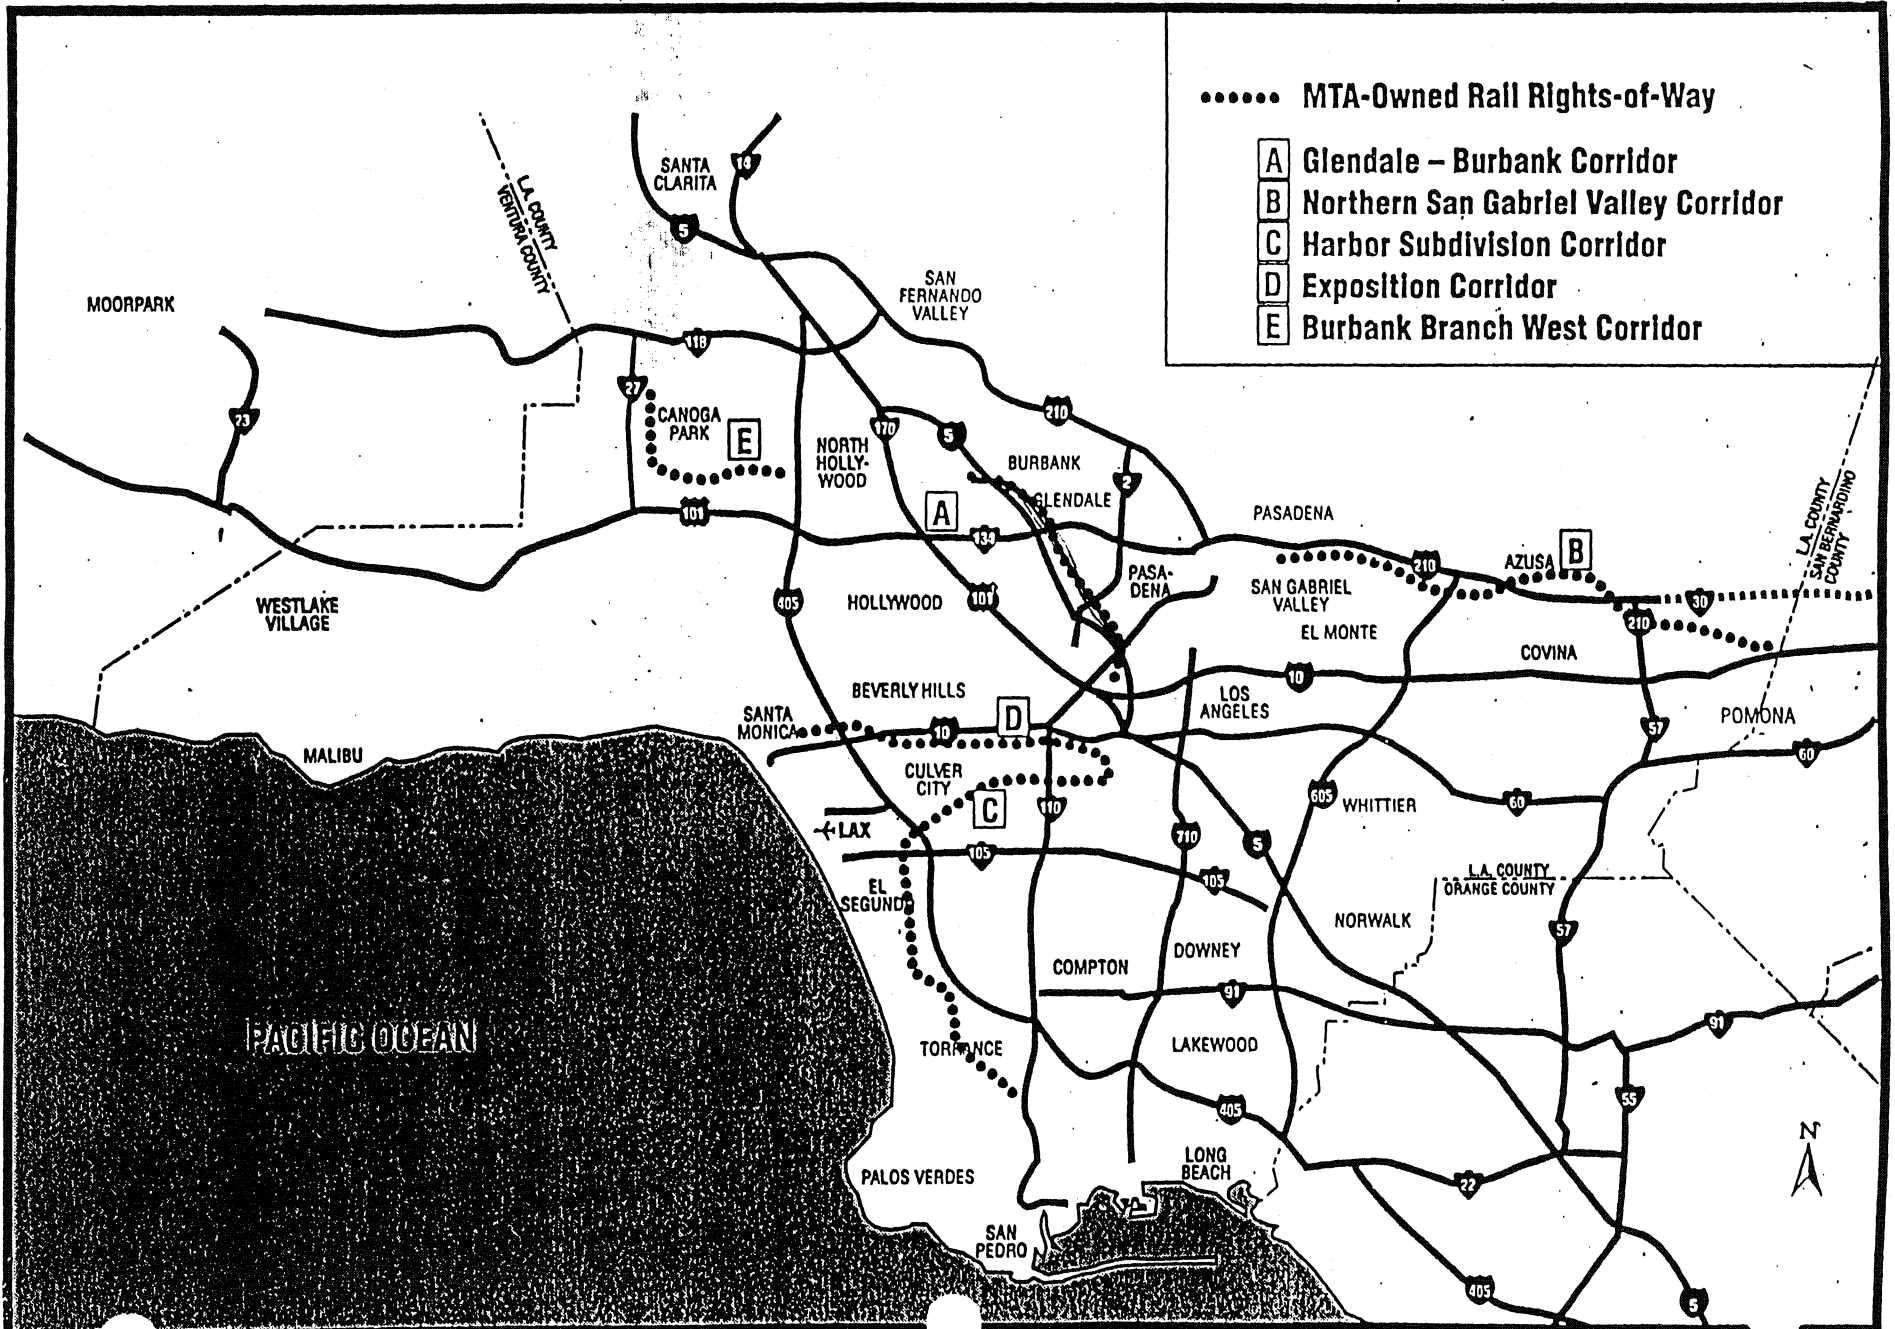 MTA-Owned Rail Rights-of-Way
A Glendale – Burbank Corridor
B Northern San Gabriel Valley Corridor
C Harbor Subdivision Corridor
D Exposition Corridor
E Burbank Branch West Corridor
SANTA
CLARITA
14
5
L.A. COUNTY
VENTURA COUNTY
MOORPARK
SAN
FERNANDO
VALLEY
118
27
23
CANOGA
PARK
E
NORTH
HOLLY-
WOOD
170
5
210
BURBANK
GLENDALE
2
A
101
134
PASADENA
210
AZUSA
B
L.A. COUNTY
SAN BERNARDINO
COUNTY
WESTLAKE
VILLAGE
405
HOLLYWOOD
101
PASA-
DENA
SAN GABRIEL
VALLEY
EL MONTE
30
210
COVINA
10
BEVERLY HILLS
LOS
ANGELES
SANTA
MONICA
10
D
POMONA
57
60
MALIBU
CULVER
CITY
C
110
LAX
605
WHITTIER
60
710
5
105
105
EL
SEGUNDO
L.A. COUNTY
ORANGE COUNTY
NORWALK
57
DOWNEY
COMPTON
91
91
PACIFIC OCEAN
TORRANCE
LAKEWOOD
405
55
N
LONG
BEACH
PALOS VERDES
22
SAN
PEDRO
405
5